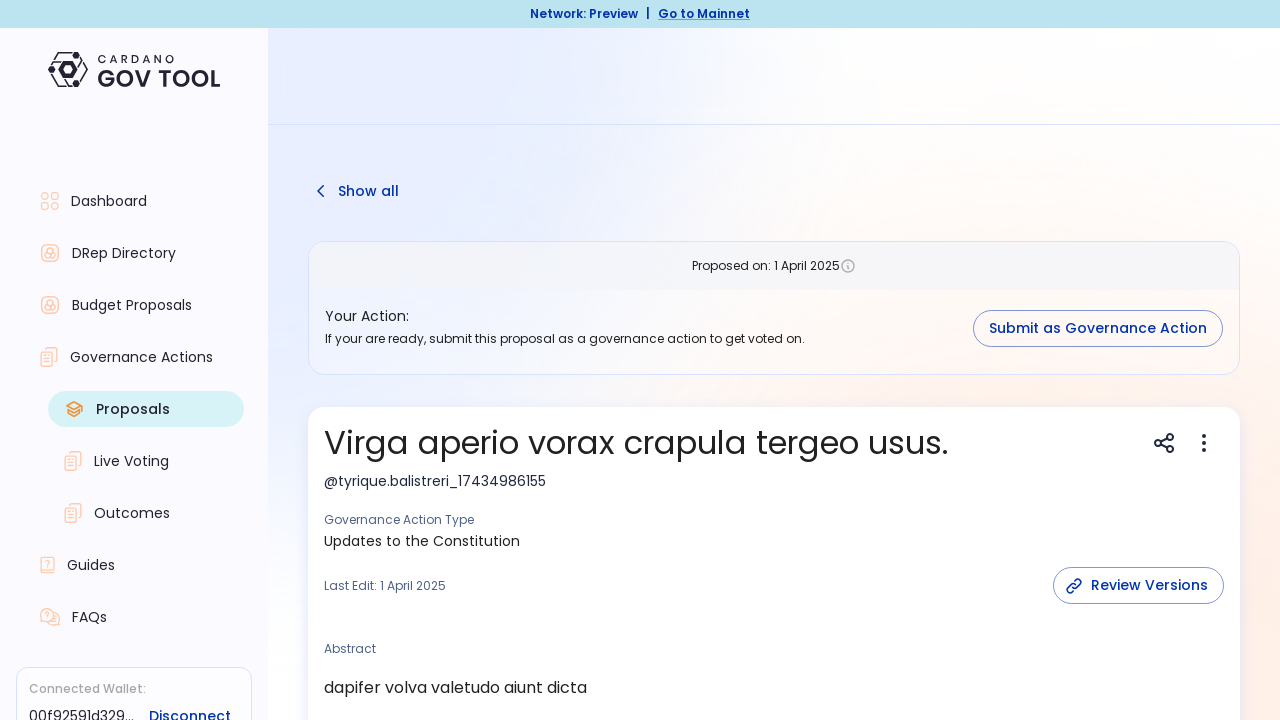 Network: Preview | Go to Mainnet
CARDANO
GOV TOOL
Dashboard
DRep Directory
Budget Proposals
Governance Actions
Proposals
Live Voting
Outcomes
Guides
FAQs
Connected Wallet:
00f92591d329... Disconnect
Show all
Proposed on: 1 April 2025
Your Action:
If your are ready, submit this proposal as a governance action to get voted on.
Submit as Governance Action
Virga aperio vorax crapula tergeo usus.
@tyrique.balistreri_17434986155
Governance Action Type
Updates to the Constitution
Last Edit: 1 April 2025
Review Versions
Abstract
dapifer volva valetudo aiunt dicta